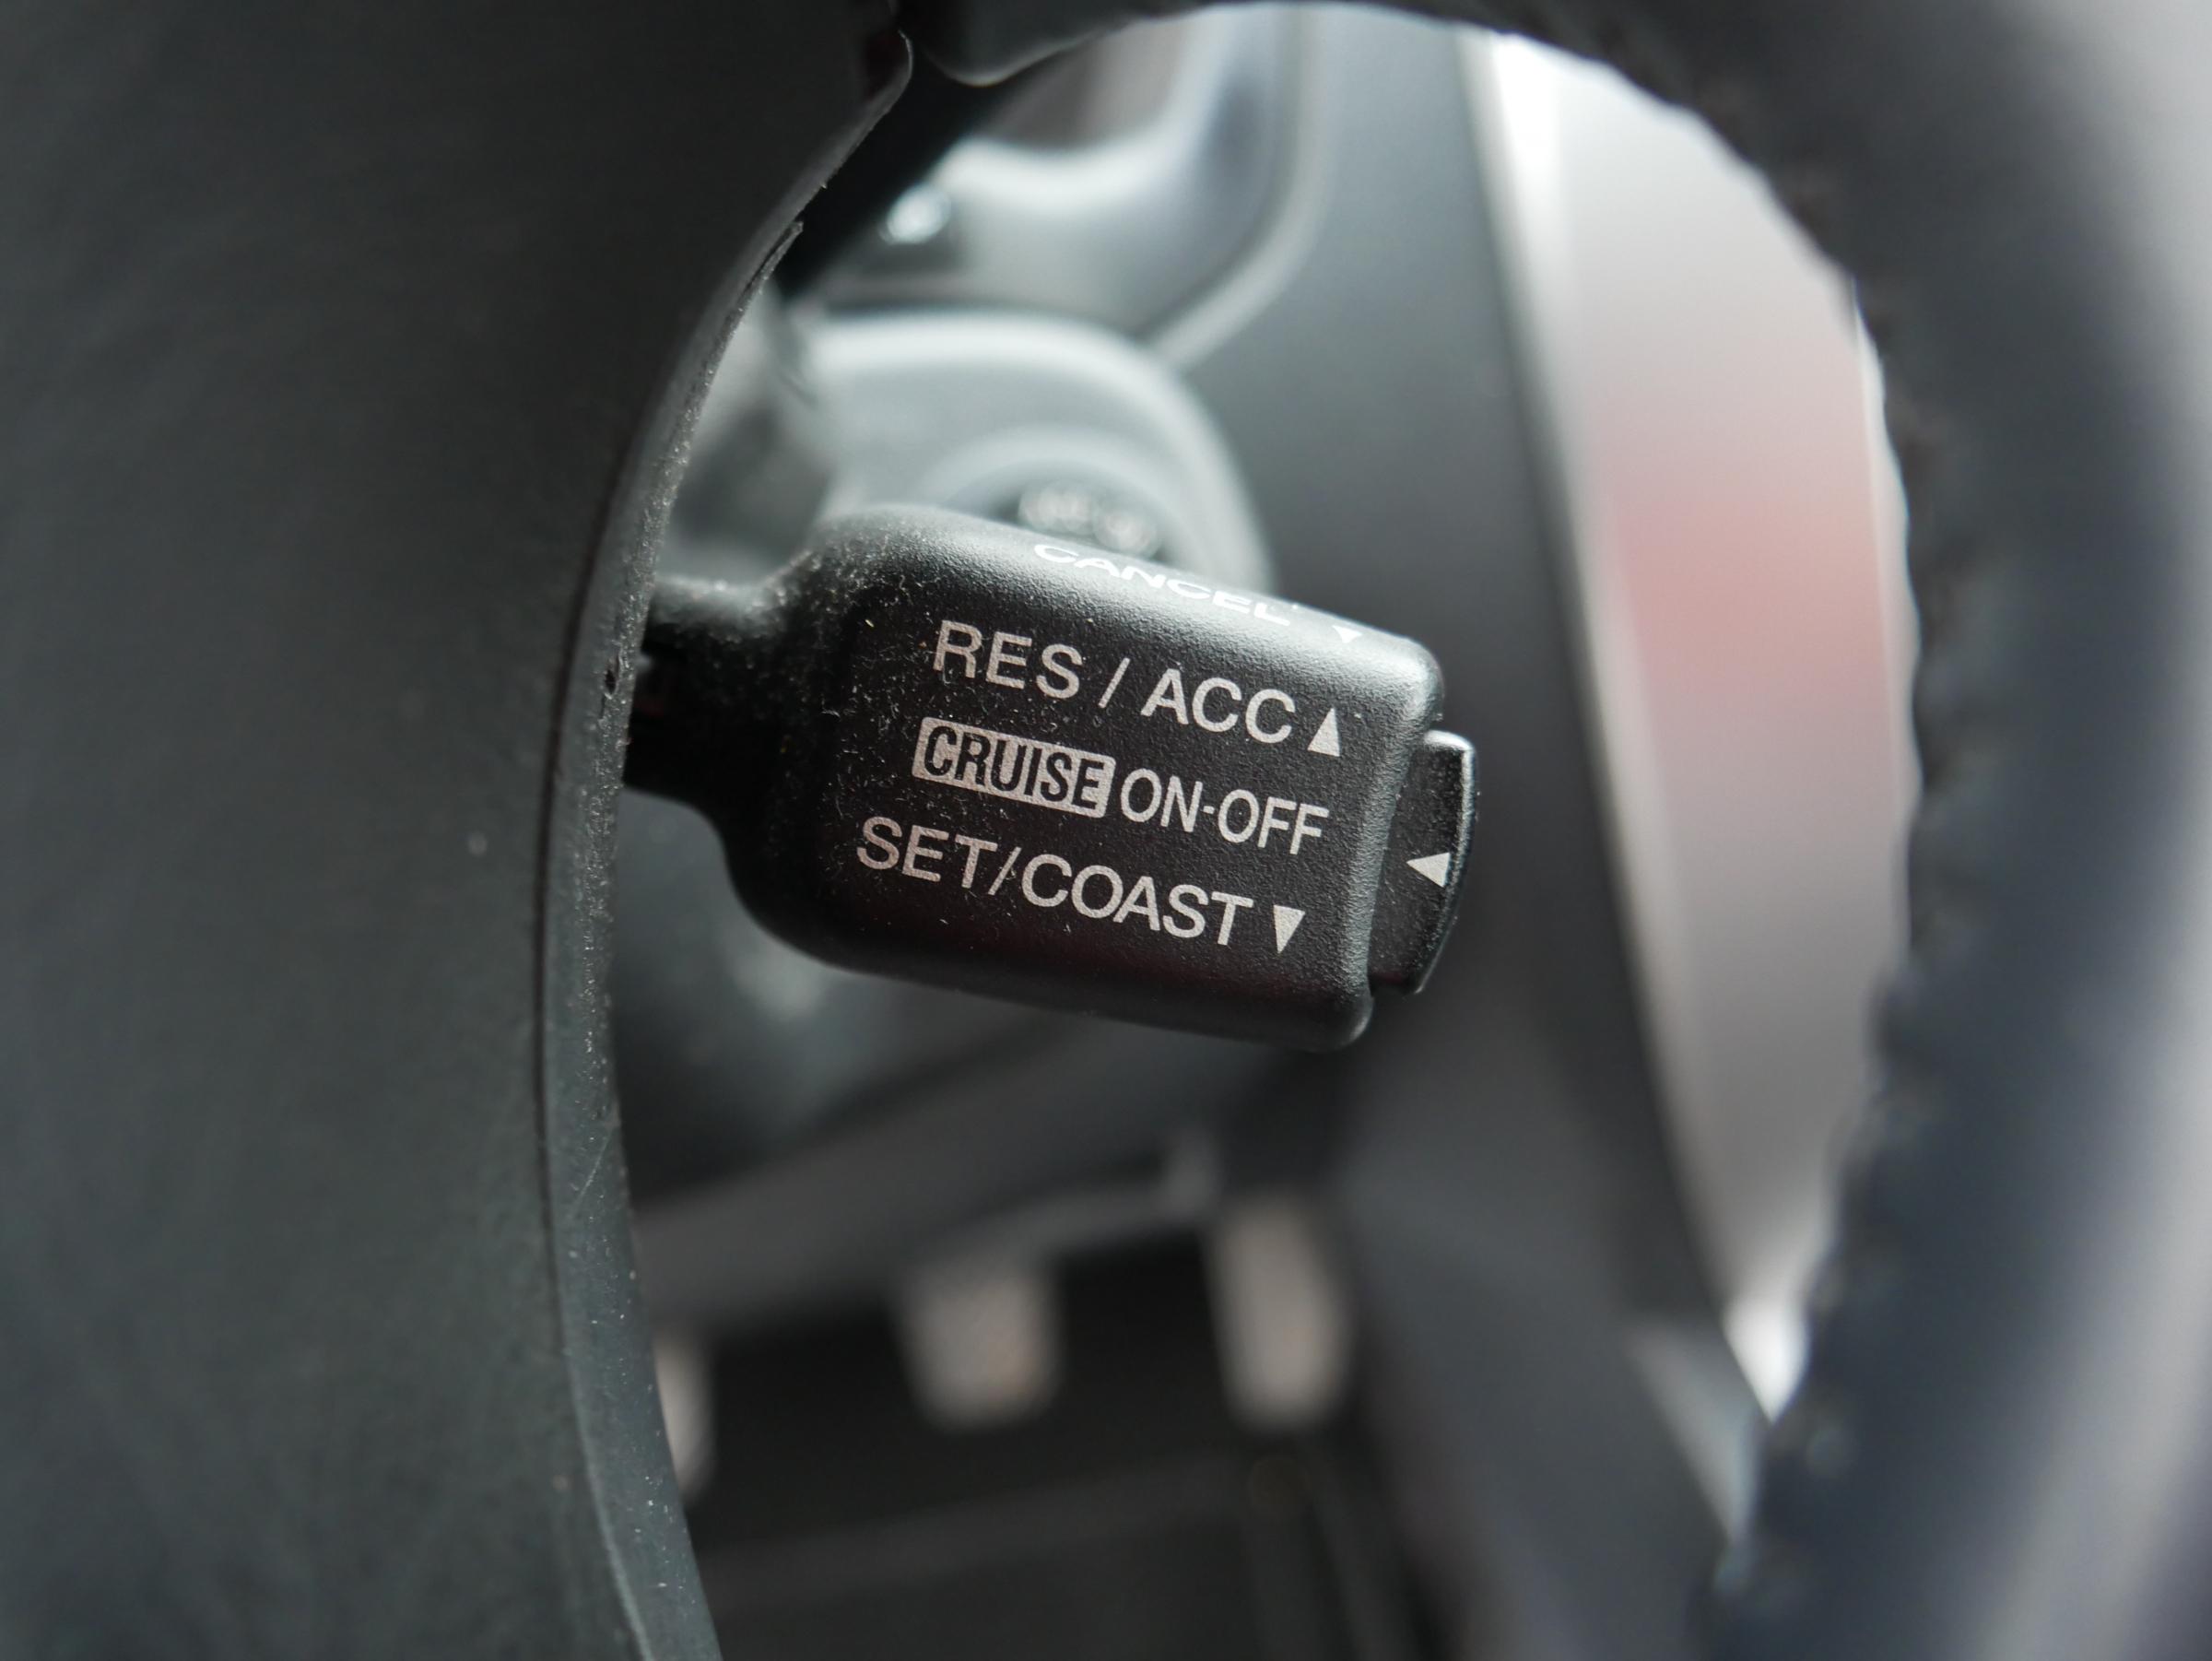 CANCEL ▼
RES / ACC ▲
CRUISE ON-OFF ◀
SET/COAST ▼